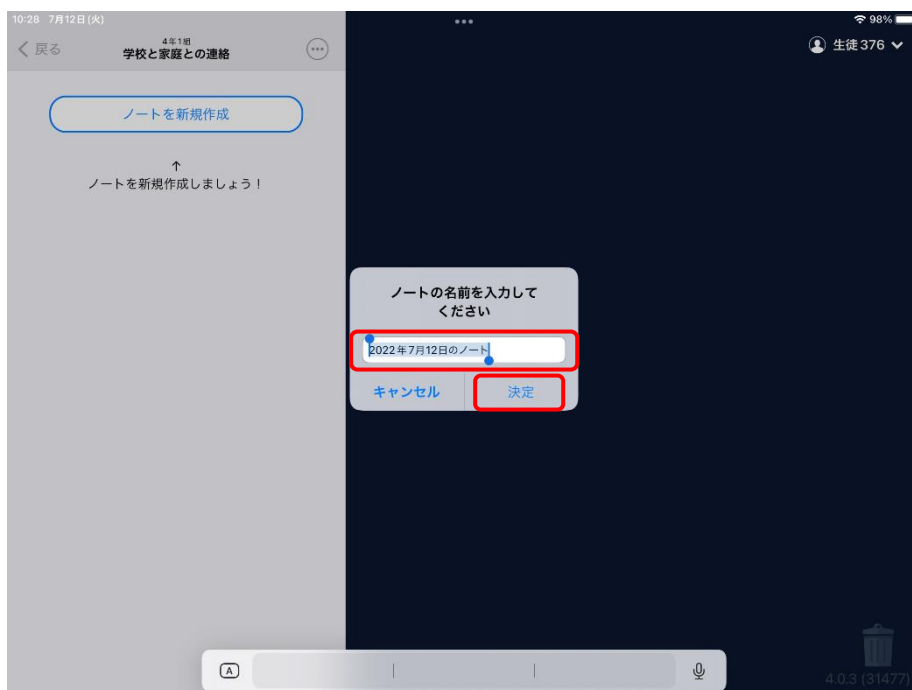 10:28 7月12日(火)
98%
戻る
4年1組
学校と家庭との連絡
生徒376
ノートを新規作成
↑
ノートを新規作成しましょう！
ノートの名前を入力して
ください
2022年7月12日のノート
キャンセル
決定
A
4.0.3 (31477)